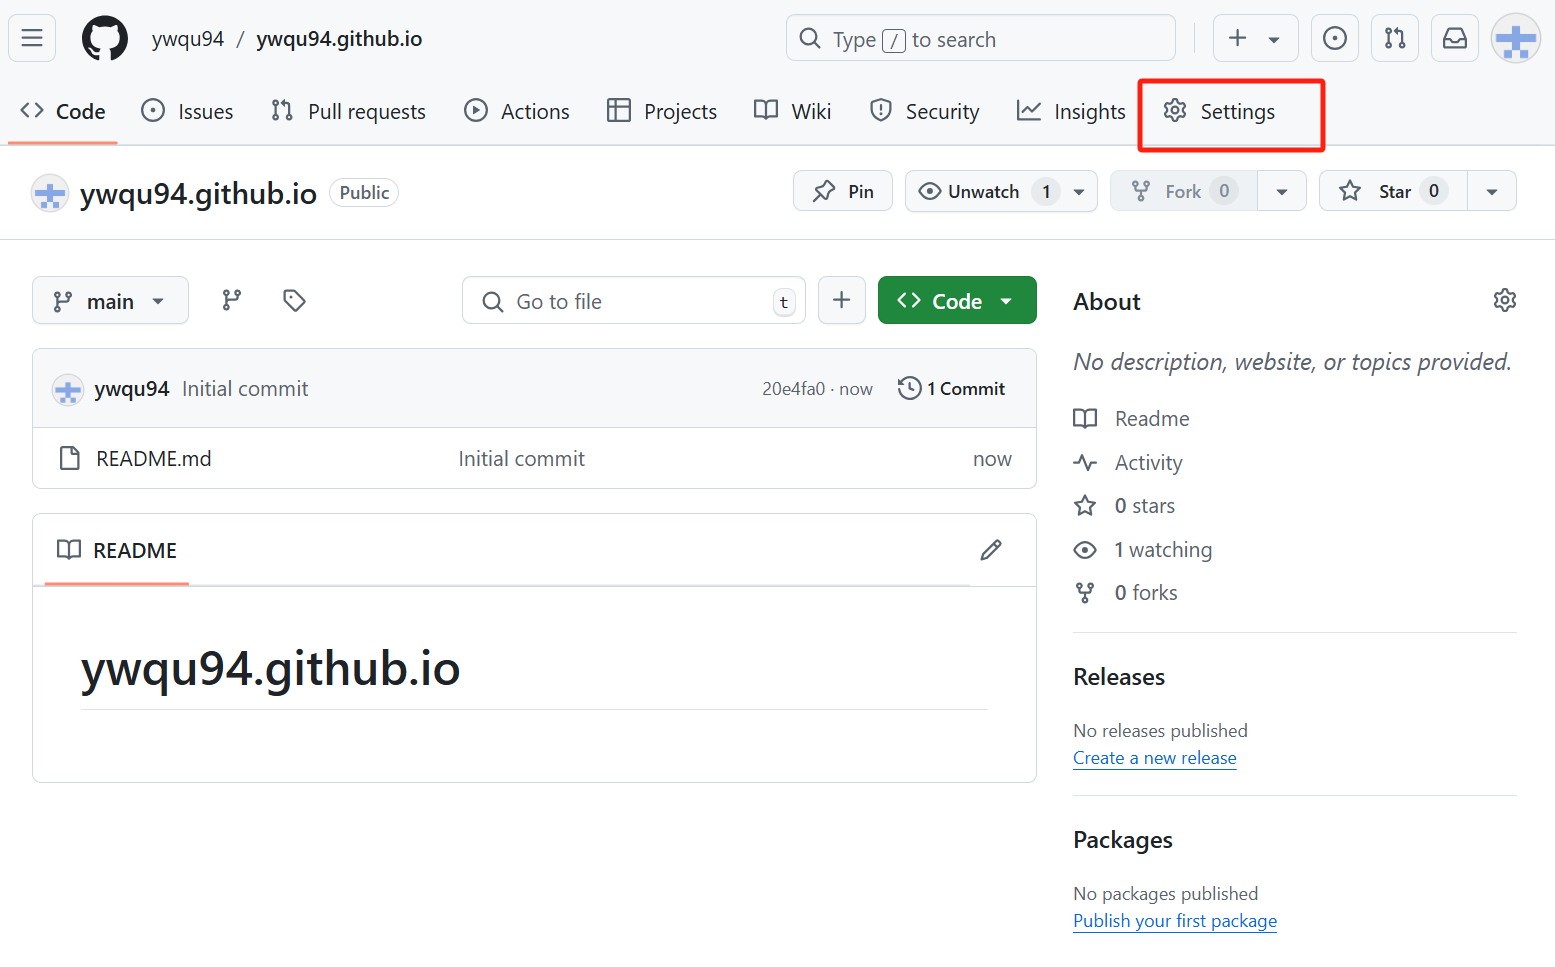 ywqu94 / ywqu94.github.io
Type / to search
Code Issues Pull requests Actions Projects Wiki Security Insights Settings
ywqu94.github.io Public
Pin Unwatch 1 Fork 0 Star 0
main Go to file t Code
ywqu94 Initial commit 20e4fa0 · now 1 Commit
README.md Initial commit now
README
ywqu94.github.io
About
No description, website, or topics provided.
Readme
Activity
0 stars
1 watching
0 forks
Releases
No releases published
Create a new release
Packages
No packages published
Publish your first package